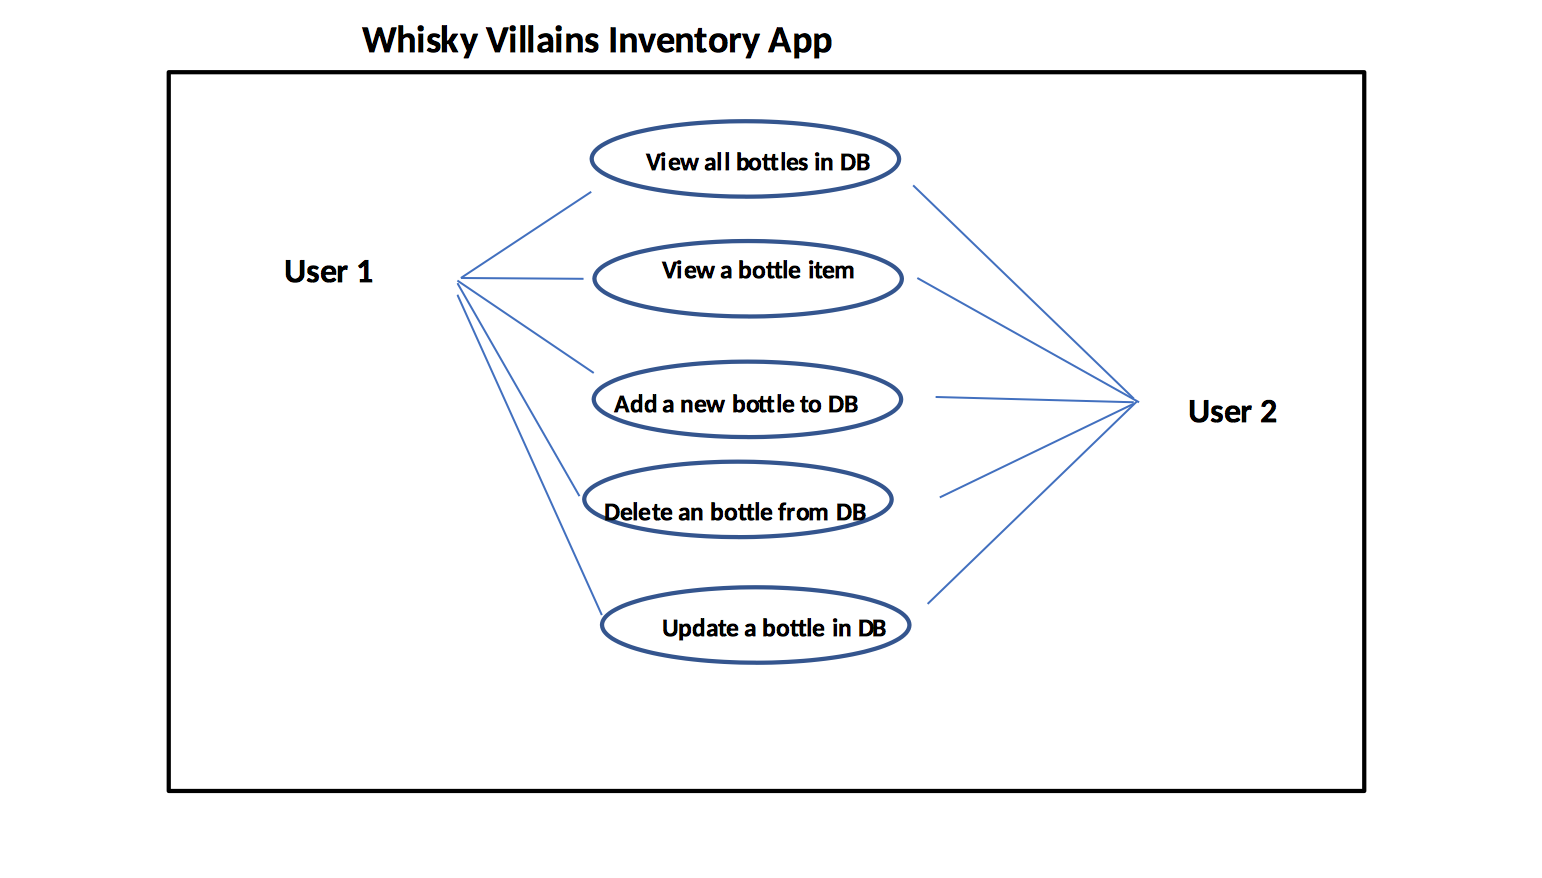 Whisky Villains Inventory App
View all bottles in DB
User 1
View a bottle item
Add a new bottle to DB
User 2
Delete an bottle from DB
Update a bottle in DB